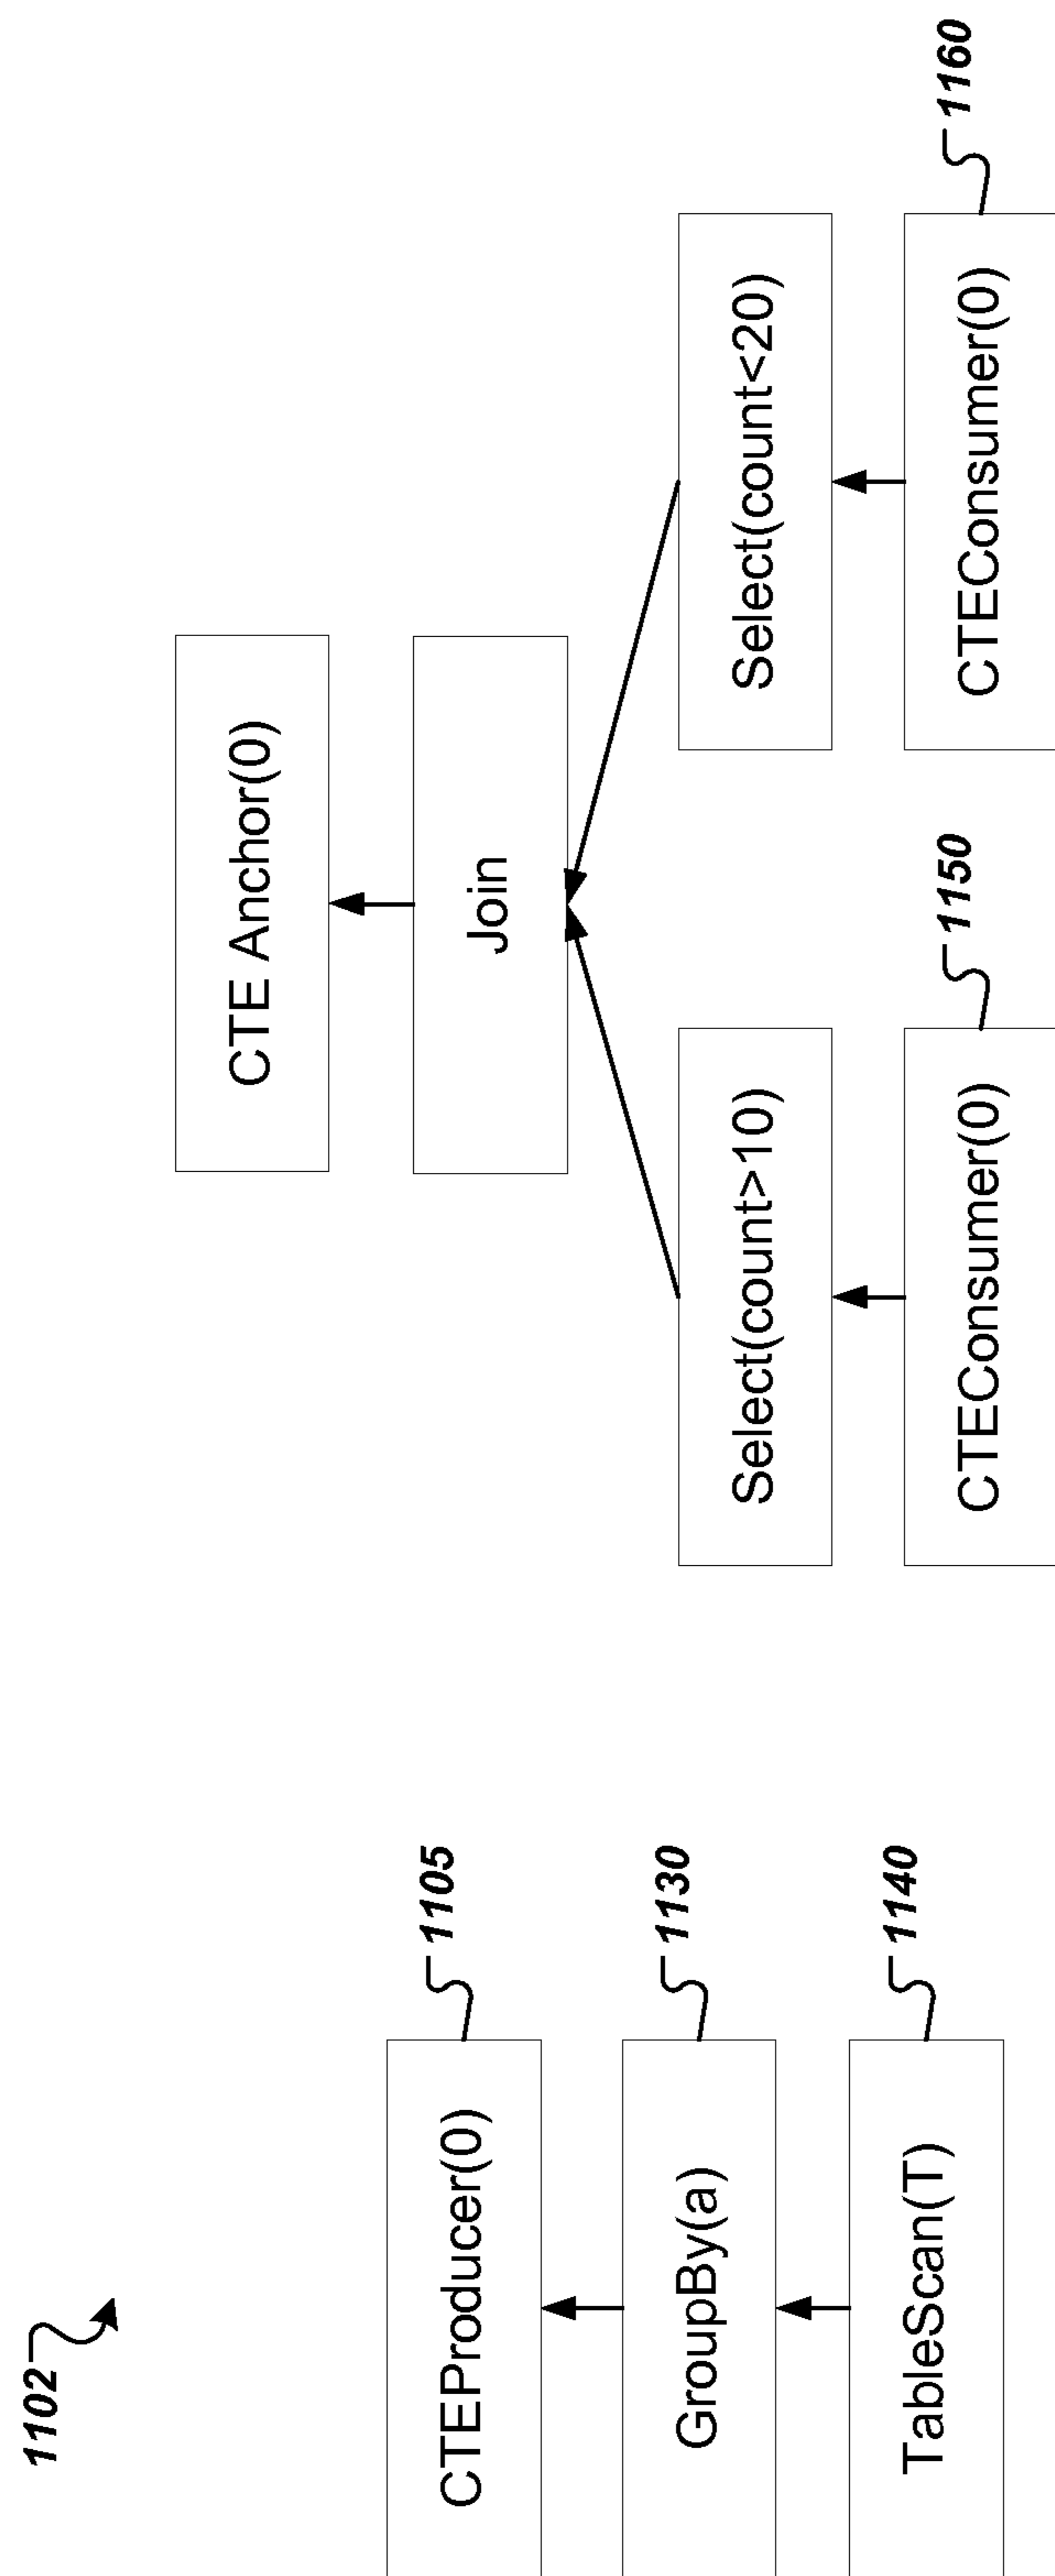 1102
CTEProducer(0)
1105
GroupBy(a)
1130
TableScan(T)
1140
CTE Anchor(0)
Join
Select(count>10)
Select(count<20)
CTEConsumer(0)
1150
CTEConsumer(0)
1160